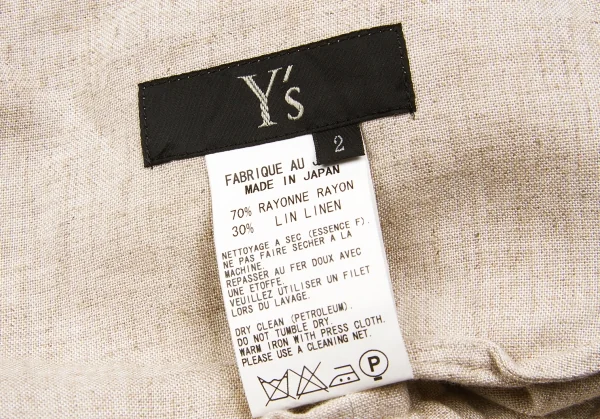 Y's
2
FABRIQUE AU J
MADE IN JAPAN
70% RAYONNE RAYON
30% LIN LINEN
NETTOYAGE A SEC (ESSENCE F).
NE PAS FAIRE SECHER A LA
MACHINE.
REPASSER AU FER DOUX AVEC
UNE ETOFFE.
VEUILLEZ UTILISER UN FILET
LORS DU LAVAGE.
DRY CLEAN (PETROLEUM).
DO NOT TUMBLE DRY.
WARM IRON WITH PRESS CLOTH.
PLEASE USE A CLEANING NET.
P